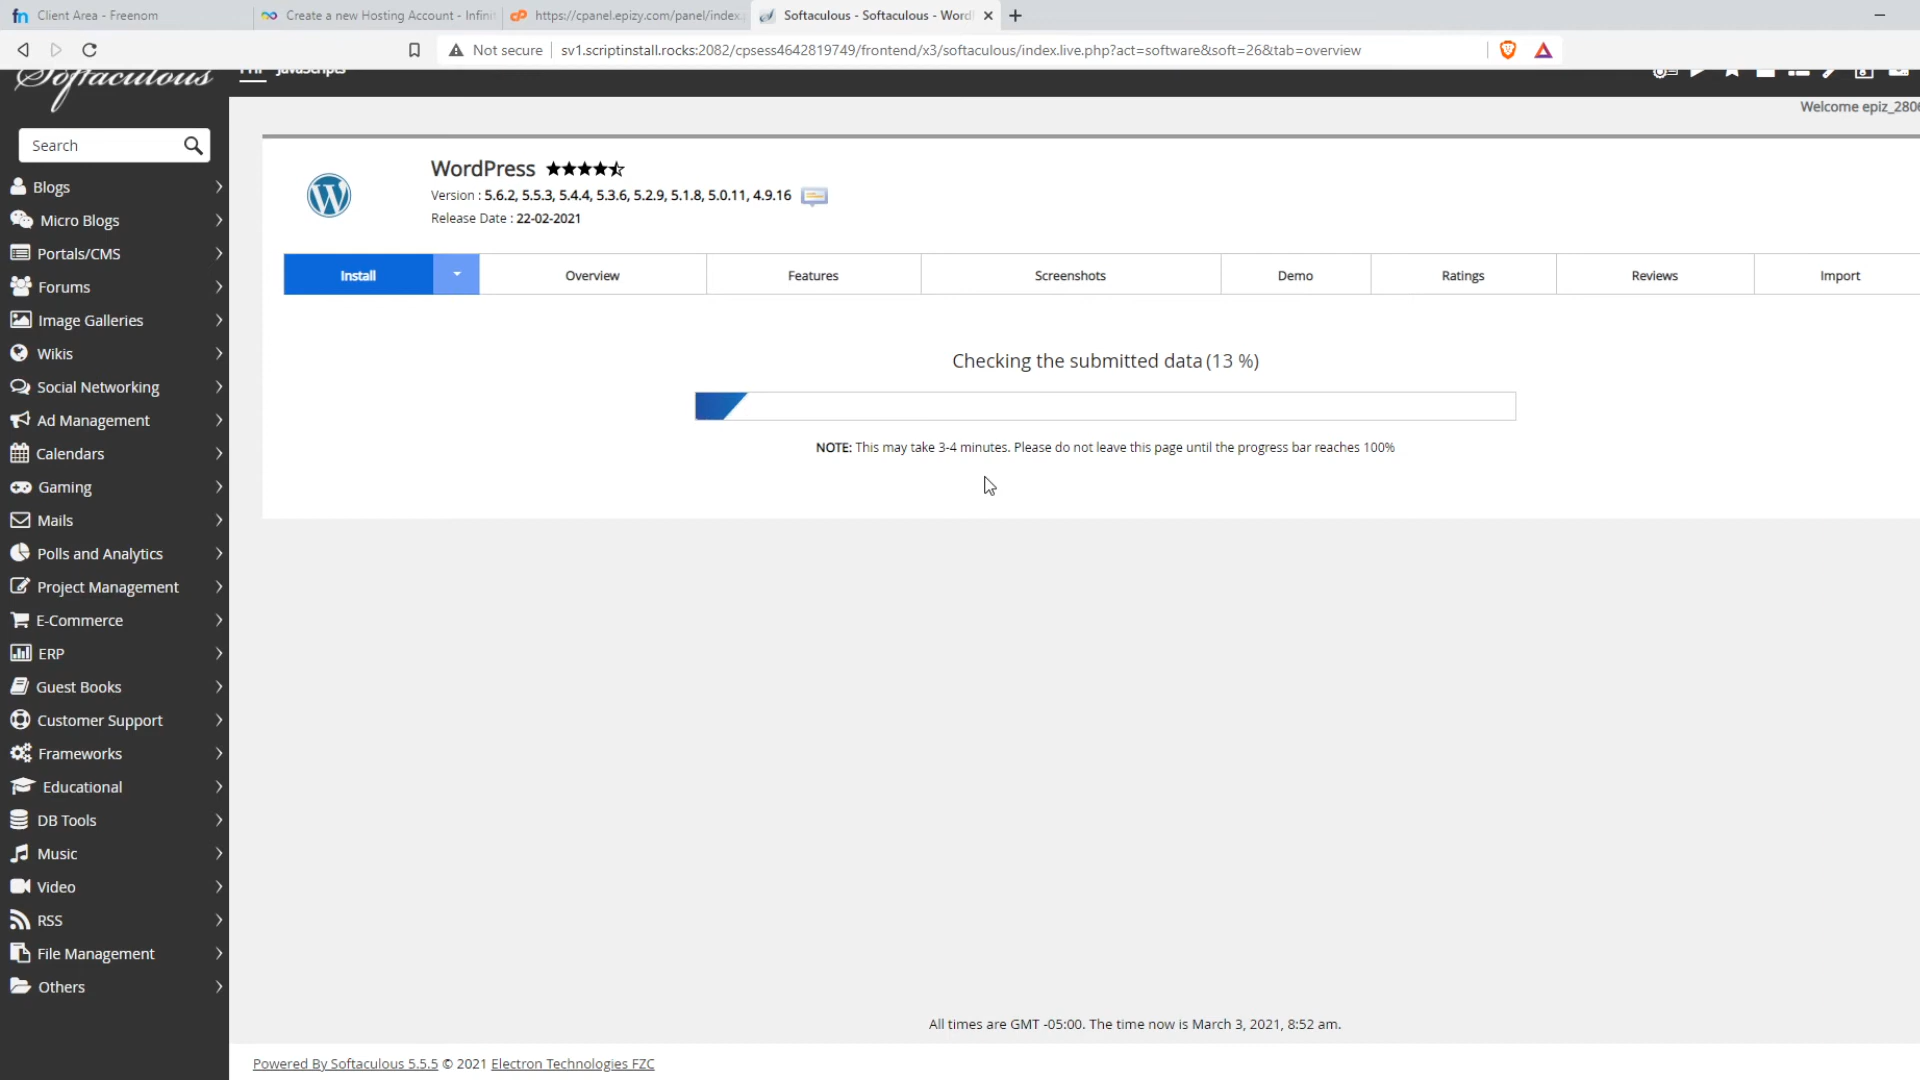 Client Area - Freenom
Create a new Hosting Account - Infinit
https://cpanel.epizy.com/panel/index.
Softaculous - Softaculous - Word
Not secure
sv1.scriptinstall.rocks:2082/cpsess4642819749/frontend/x3/softaculous/index.live.php?act=software&soft=26&tab=overview
Softaculous
PHP JavaScripts
Welcome epiz_2806
Search
Blogs
Micro Blogs
Portals/CMS
Forums
Image Galleries
Wikis
Social Networking
Ad Management
Calendars
Gaming
Mails
Polls and Analytics
Project Management
E-Commerce
ERP
Guest Books
Customer Support
Frameworks
Educational
DB Tools
Music
Video
RSS
File Management
Others
WordPress
Version : 5.6.2, 5.5.3, 5.4.4, 5.3.6, 5.2.9, 5.1.8, 5.0.11, 4.9.16
Release Date : 22-02-2021
Install
Overview
Features
Screenshots
Demo
Ratings
Reviews
Import
Checking the submitted data (13 %)
NOTE: This may take 3-4 minutes. Please do not leave this page until the progress bar reaches 100%
All times are GMT -05:00. The time now is March 3, 2021, 8:52 am.
Powered By Softaculous 5.5.5 © 2021 Electron Technologies FZC